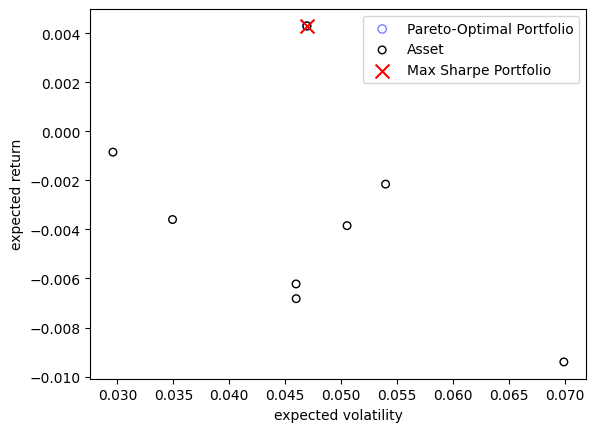 Pareto-Optimal Portfolio
Asset
Max Sharpe Portfolio
0.004
0.002
0.000
−0.002
−0.004
−0.006
−0.008
−0.010
expected return
0.030 0.035 0.040 0.045 0.050 0.055 0.060 0.065 0.070
expected volatility